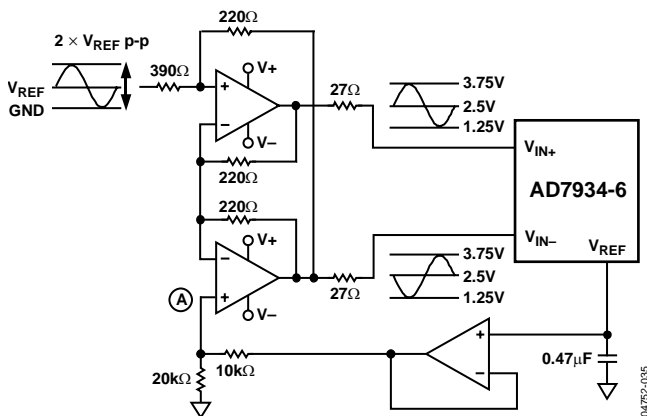 220Ω
2 × VREF p-p
390Ω
V+
27Ω
VREF
GND
+
−
V−
3.75V
2.5V
1.25V
220Ω
220Ω
V+
−
+
V−
27Ω
3.75V
2.5V
1.25V
VIN+
AD7934-6
VIN−
VREF
A
20kΩ
10kΩ
+
−
0.47μF
04752-035